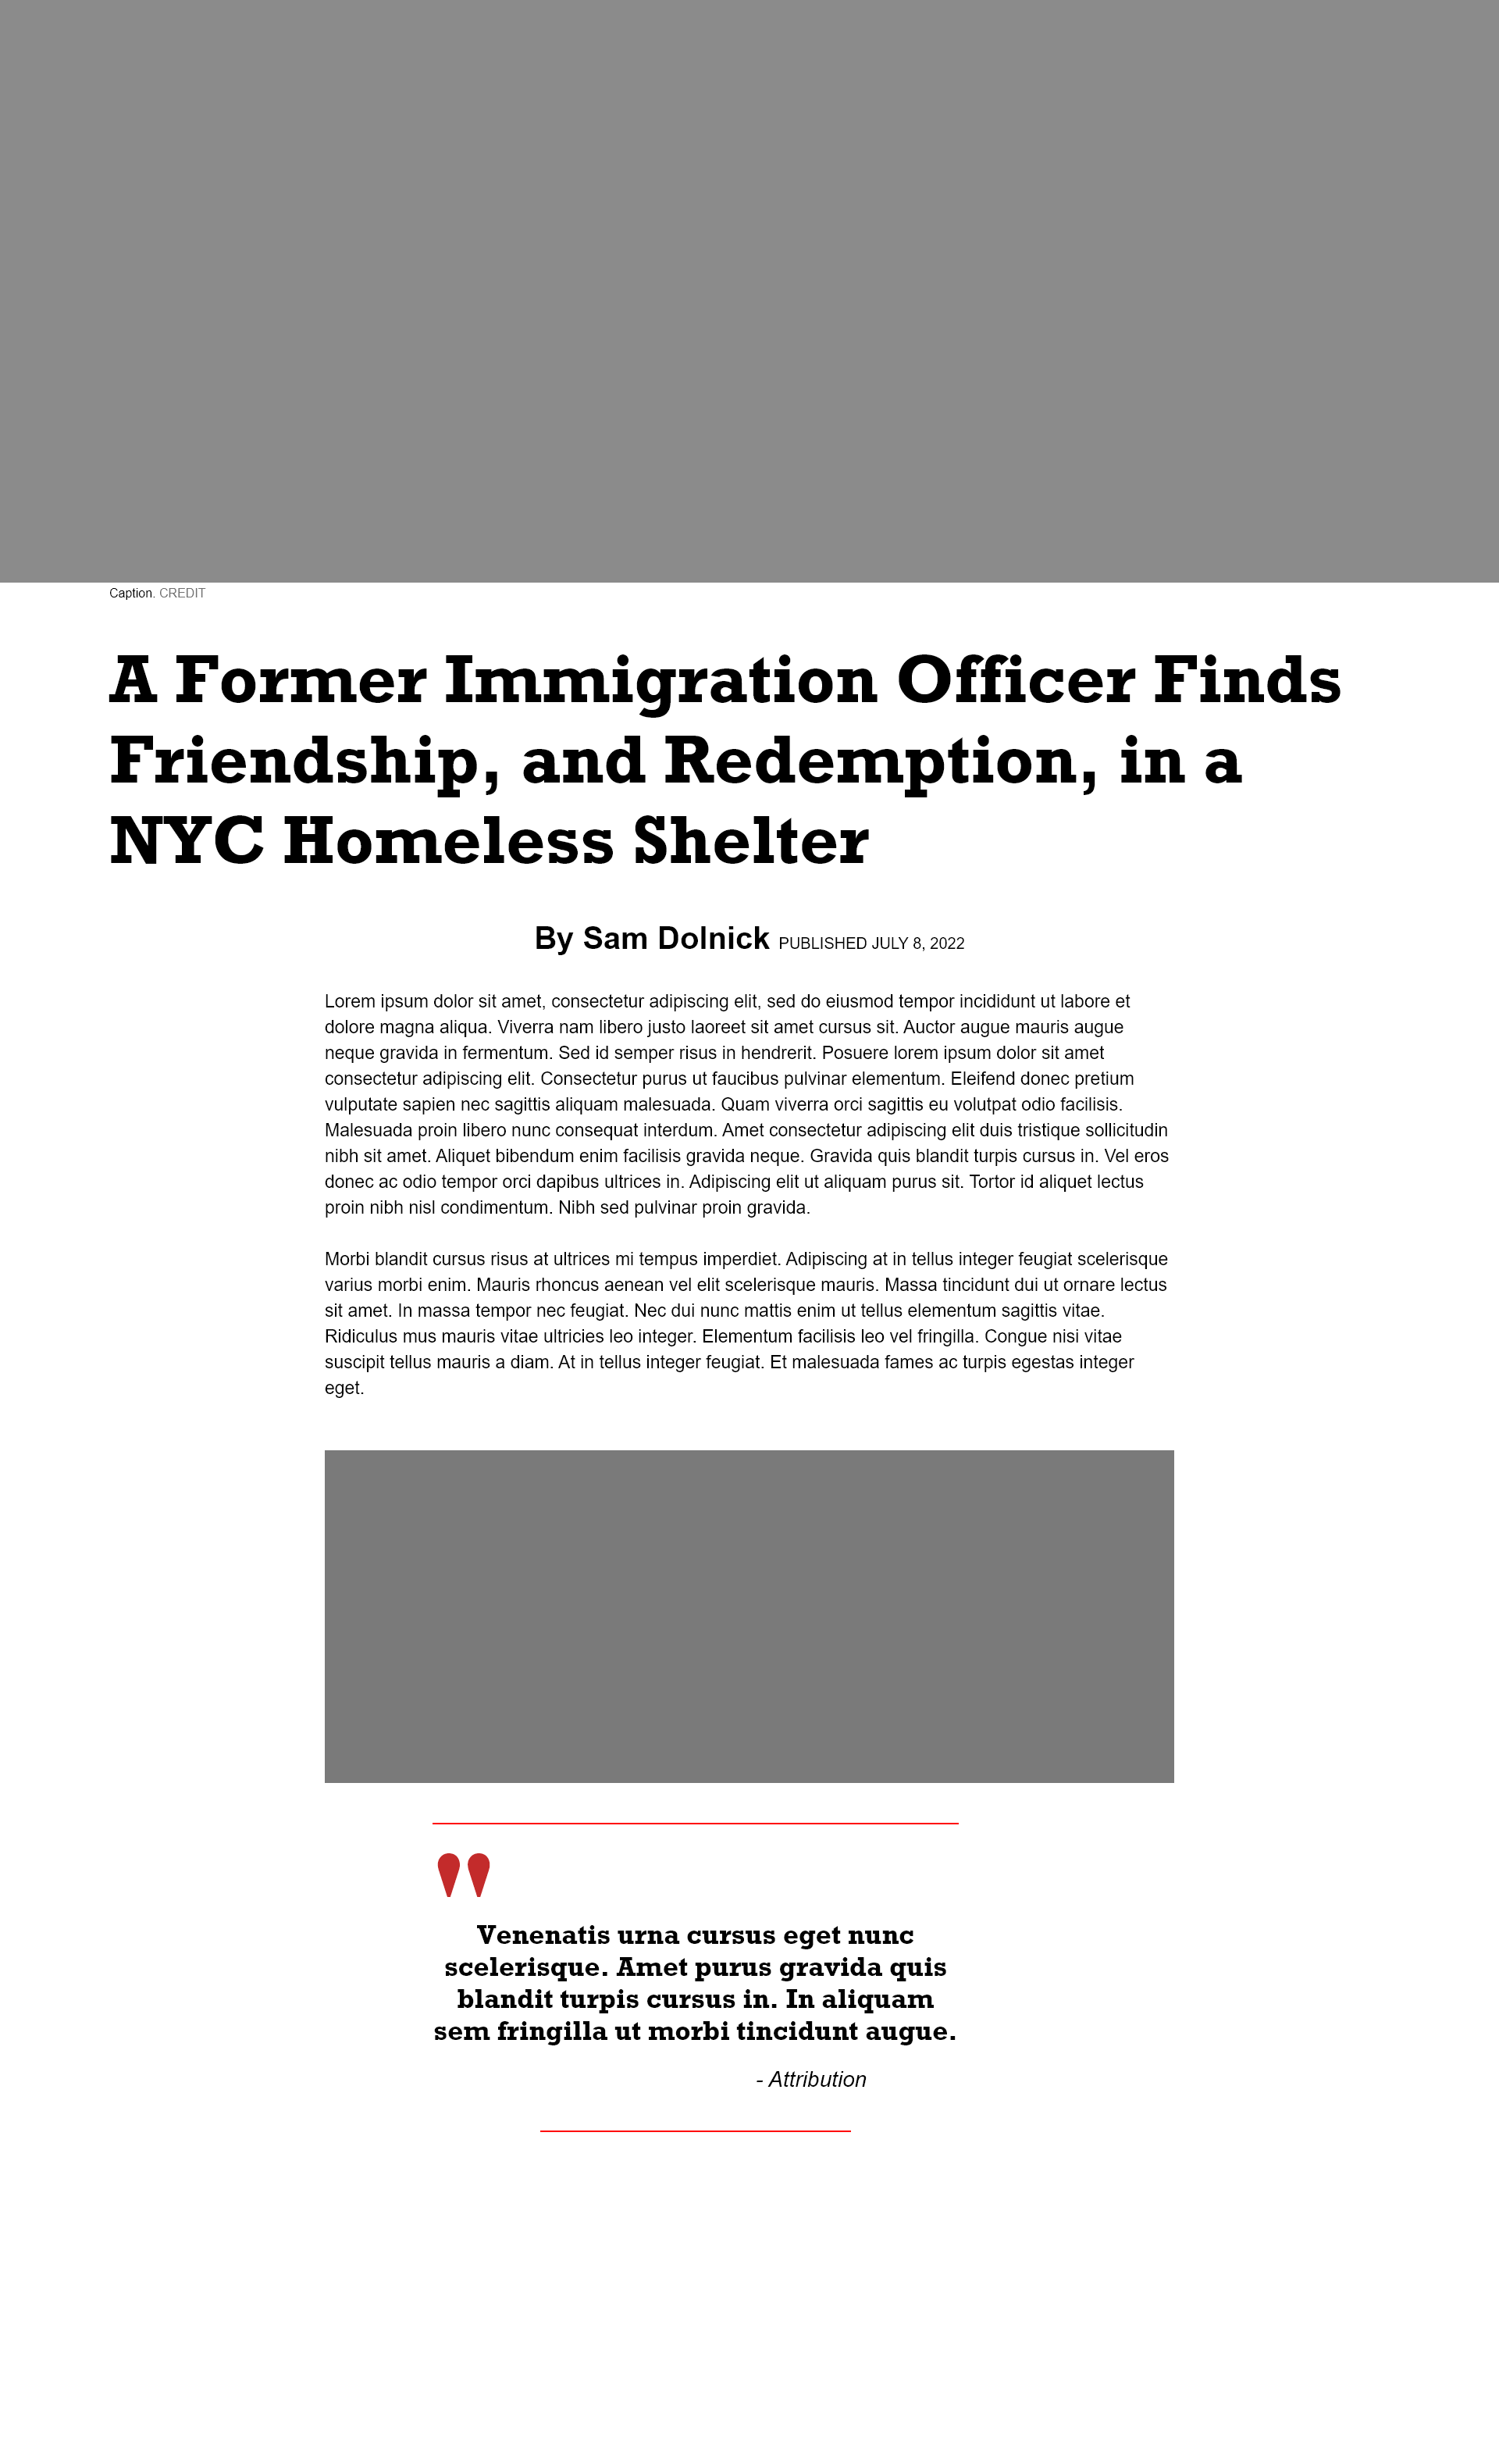 Caption. CREDIT
A Former Immigration Officer Finds
Friendship, and Redemption, in a
NYC Homeless Shelter
By Sam Dolnick PUBLISHED JULY 8, 2022
Lorem ipsum dolor sit amet, consectetur adipiscing elit, sed do eiusmod tempor incididunt ut labore et
dolore magna aliqua. Viverra nam libero justo laoreet sit amet cursus sit. Auctor augue mauris augue
neque gravida in fermentum. Sed id semper risus in hendrerit. Posuere lorem ipsum dolor sit amet
consectetur adipiscing elit. Consectetur purus ut faucibus pulvinar elementum. Eleifend donec pretium
vulputate sapien nec sagittis aliquam malesuada. Quam viverra orci sagittis eu volutpat odio facilisis.
Malesuada proin libero nunc consequat interdum. Amet consectetur adipiscing elit duis tristique sollicitudin
nibh sit amet. Aliquet bibendum enim facilisis gravida neque. Gravida quis blandit turpis cursus in. Vel eros
donec ac odio tempor orci dapibus ultrices in. Adipiscing elit ut aliquam purus sit. Tortor id aliquet lectus
proin nibh nisl condimentum. Nibh sed pulvinar proin gravida.
Morbi blandit cursus risus at ultrices mi tempus imperdiet. Adipiscing at in tellus integer feugiat scelerisque
varius morbi enim. Mauris rhoncus aenean vel elit scelerisque mauris. Massa tincidunt dui ut ornare lectus
sit amet. In massa tempor nec feugiat. Nec dui nunc mattis enim ut tellus elementum sagittis vitae.
Ridiculus mus mauris vitae ultricies leo integer. Elementum facilisis leo vel fringilla. Congue nisi vitae
suscipit tellus mauris a diam. At in tellus integer feugiat. Et malesuada fames ac turpis egestas integer
eget.
"
Venenatis urna cursus eget nunc
scelerisque. Amet purus gravida quis
blandit turpis cursus in. In aliquam
sem fringilla ut morbi tincidunt augue.
- Attribution